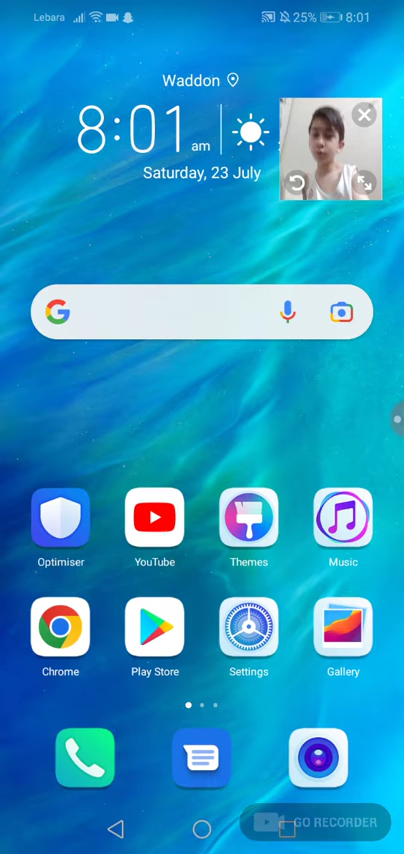 Lebara 25% 8:01
Waddon
8:01 am
Saturday, 23 July
G
Optimiser YouTube Themes Music
Chrome Play Store Settings Gallery
GO RECORDER